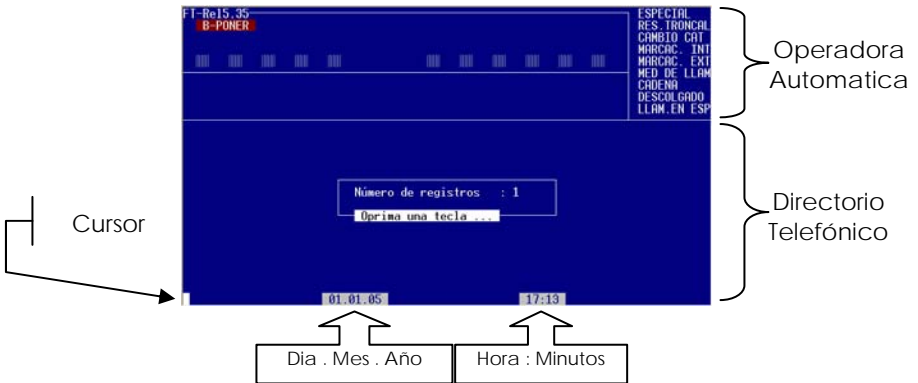 FT-Re15.35
B-PONER
ESPECIAL
RES.TRONCAL
CAMBIO CAT
MARCAC. INT
MARCAC. EXT
MED DE LLAM
CADENA
DESCOLGADO
LLAM.EN ESP
Operadora
Automatica
Número de registros : 1
Oprima una tecla ...
Directorio
Telefónico
Cursor
01.01.05
17:13
Dia . Mes . Año
Hora : Minutos